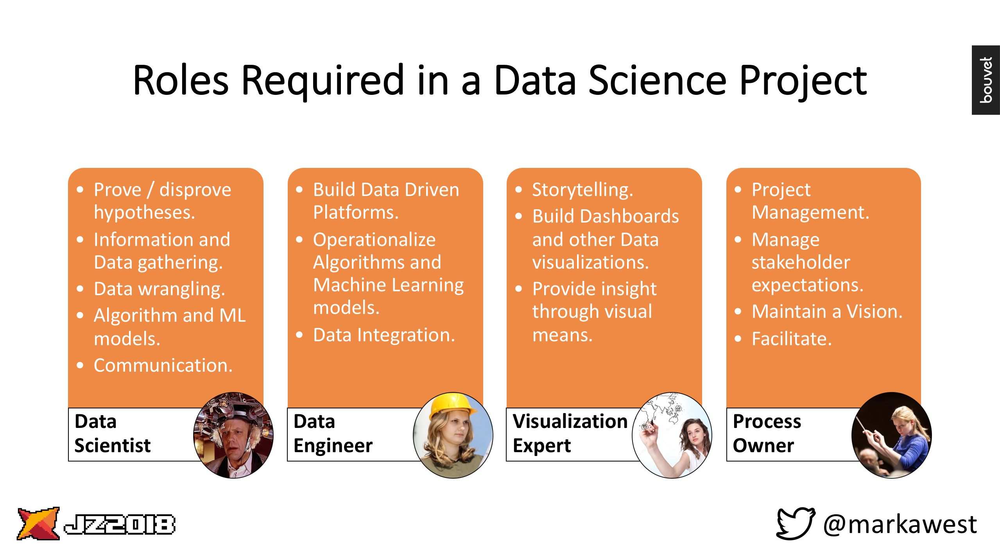 Roles Required in a Data Science Project
bouvet
• Prove / disprove
hypotheses.
• Information and
Data gathering.
• Data wrangling.
• Algorithm and ML
models.
• Communication.
Data
Scientist
• Build Data Driven
Platforms.
• Operationalize
Algorithms and
Machine Learning
models.
• Data Integration.
Data
Engineer
• Storytelling.
• Build Dashboards
and other Data
visualizations.
• Provide insight
through visual
means.
Visualization
Expert
• Project
Management.
• Manage
stakeholder
expectations.
• Maintain a Vision.
• Facilitate.
Process
Owner
JZ2018
@markawest